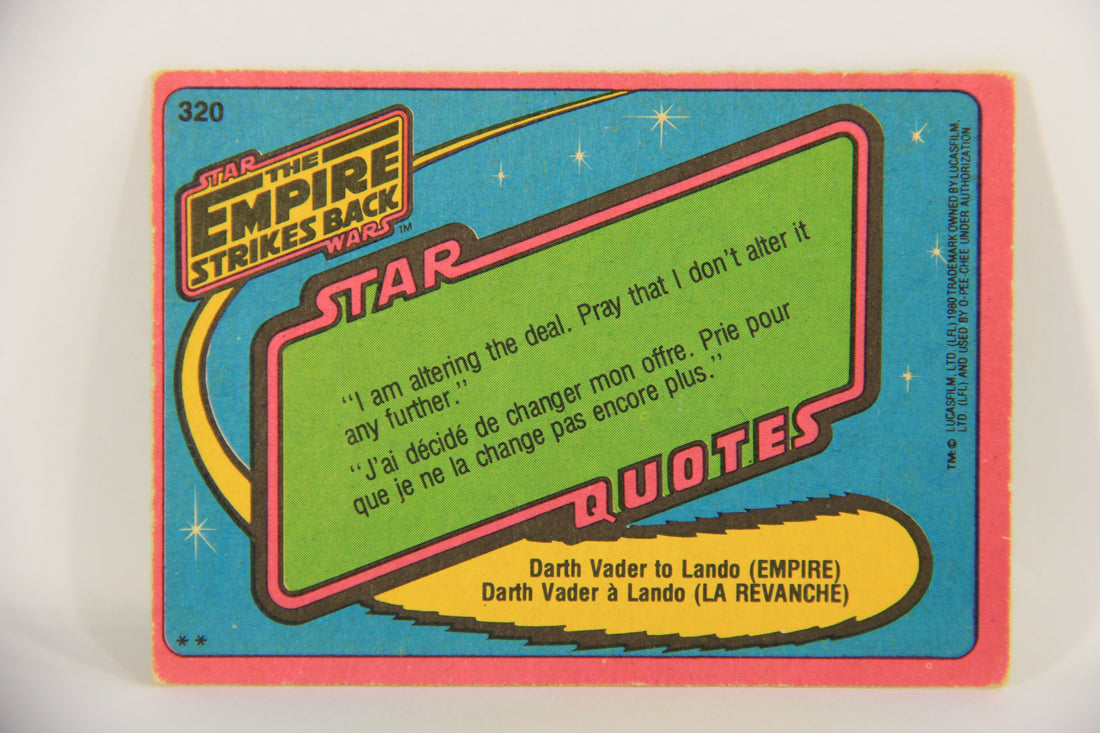 320
STAR
THE
EMPIRE
STRIKES BACK
WARS™
STAR
"I am altering the deal. Pray that I don't alter it
any further."
"J'ai décidé de changer mon offre. Prie pour
que je ne la change pas encore plus."
QUOTES
Darth Vader to Lando (EMPIRE)
Darth Vader à Lando (LA REVANCHE)
**
TM: © LUCASFILM, LTD. (LFL) 1980 TRADEMARK OWNED BY LUCASFILM,
LTD. (LFL) AND USED BY O-PEE-CHEE UNDER AUTHORIZATION